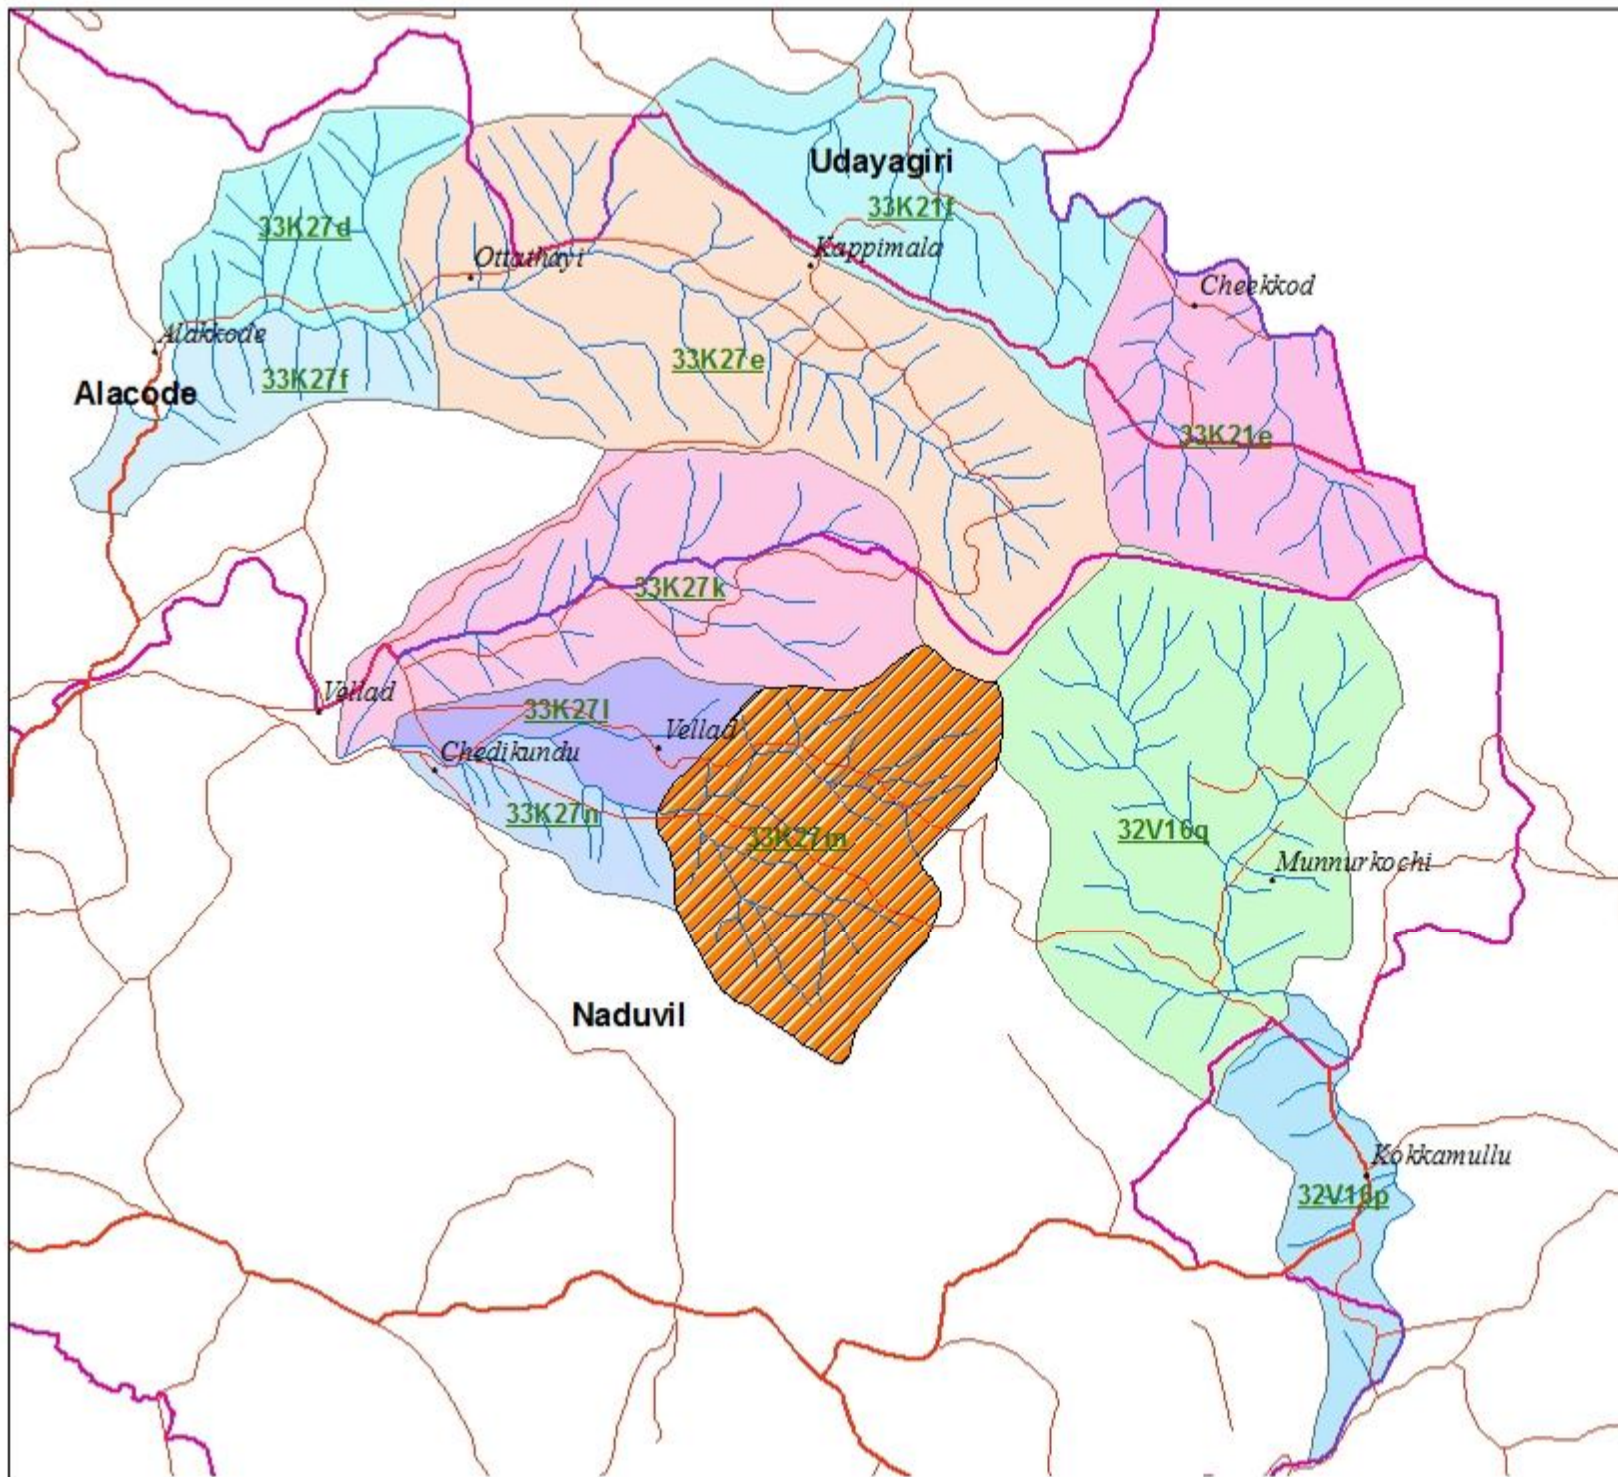 Udayagiri
33K21f
33K27d
Ottathayi
Kappimala
Cheekkod
Alakkode
33K27e
33K27f
Alacode
33K21e
33K27k
Vellad
33K27l
Vellad
Chedikundu
33K27n
33K27m
32V16q
Munnurkochi
Naduvil
Kokkamullu
32V16p